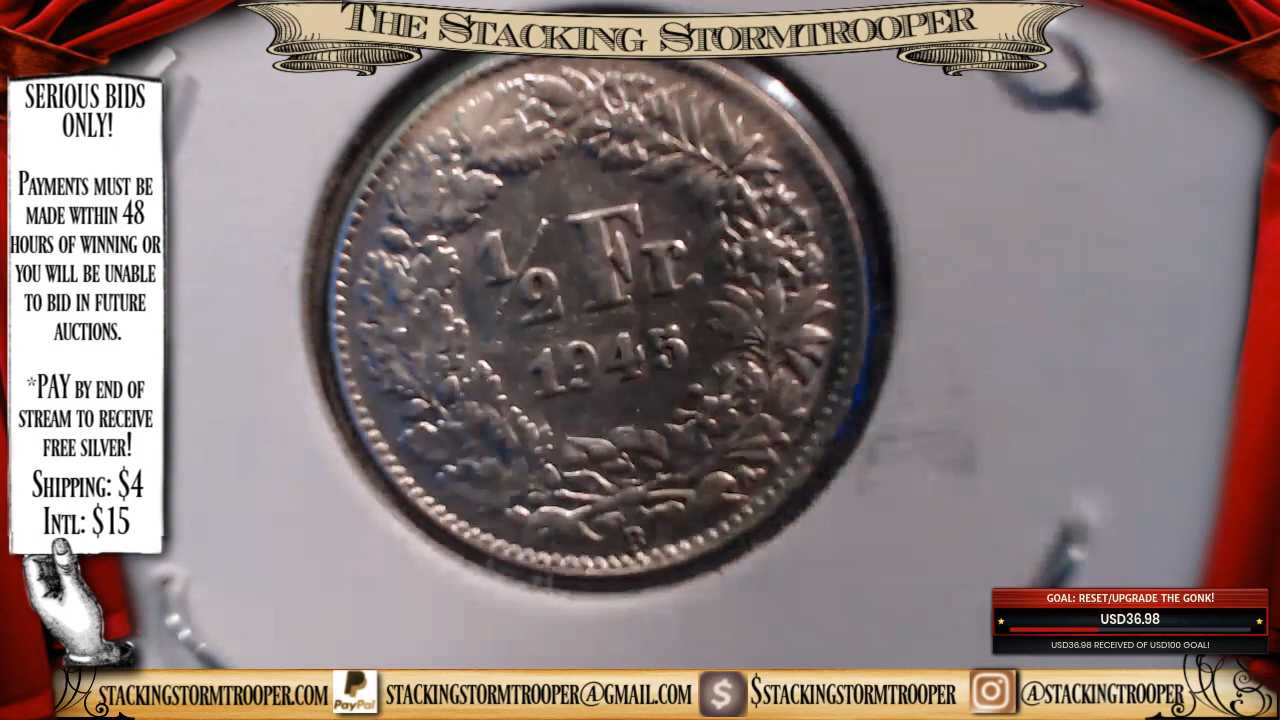 THE STACKING STORMTROOPER
SERIOUS BIDS
ONLY!
PAYMENTS MUST BE
MADE WITHIN 48
HOURS OF WINNING OR
YOU WILL BE UNABLE
TO BID IN FUTURE
AUCTIONS.
*PAY BY END OF
STREAM TO RECEIVE
FREE SILVER!
SHIPPING: $4
INTL: $15
1/2 Fr.
1945
B
GOAL: RESET/UPGRADE THE GONK!
USD36.98
USD36.98 RECEIVED OF USD100 GOAL!
STACKINGSTORMTROOPER.COM
PayPal
STACKINGSTORMTROOPER@GMAIL.COM
$
$STACKINGSTORMTROOPER
@STACKINGTROOPER